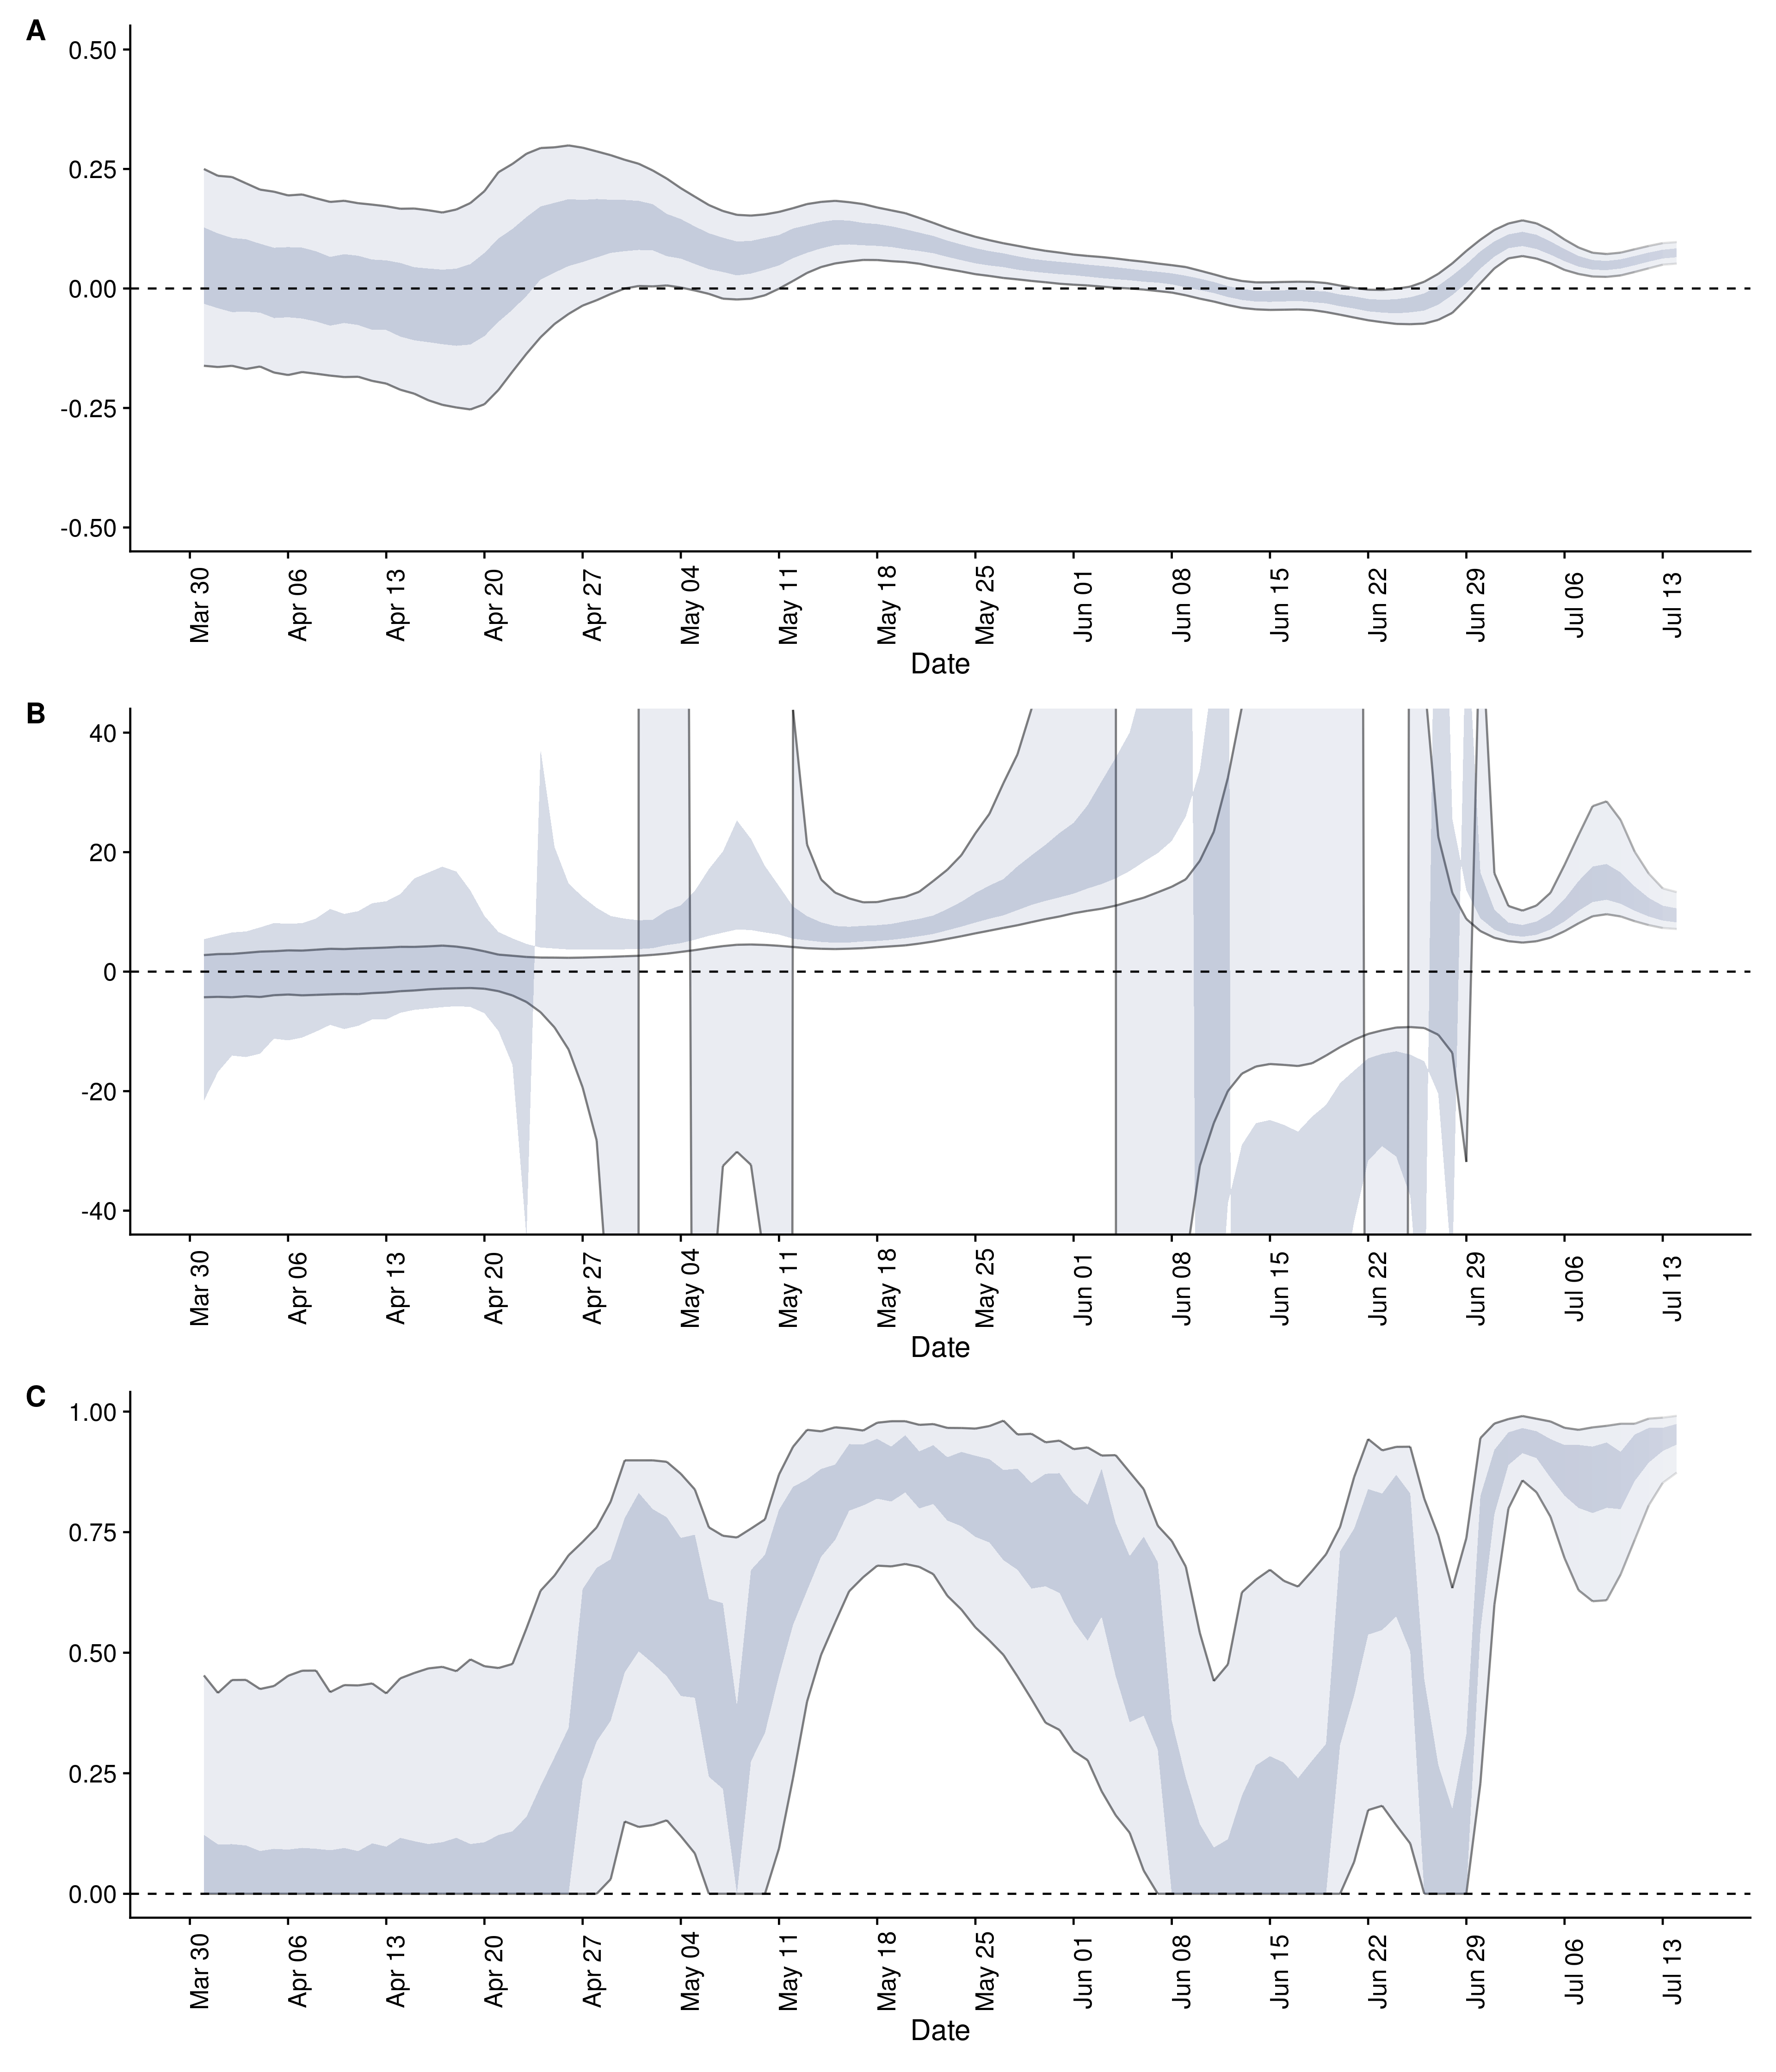 A
0.50
0.25
0.00
-0.25
-0.50
Mar 30
Apr 06
Apr 13
Apr 20
Apr 27
May 04
May 11
May 18
May 25
Jun 01
Jun 08
Jun 15
Jun 22
Jun 29
Jul 06
Jul 13
Date
B
40
20
0
-20
-40
Mar 30
Apr 06
Apr 13
Apr 20
Apr 27
May 04
May 11
May 18
May 25
Jun 01
Jun 08
Jun 15
Jun 22
Jun 29
Jul 06
Jul 13
Date
C
1.00
0.75
0.50
0.25
0.00
Mar 30
Apr 06
Apr 13
Apr 20
Apr 27
May 04
May 11
May 18
May 25
Jun 01
Jun 08
Jun 15
Jun 22
Jun 29
Jul 06
Jul 13
Date